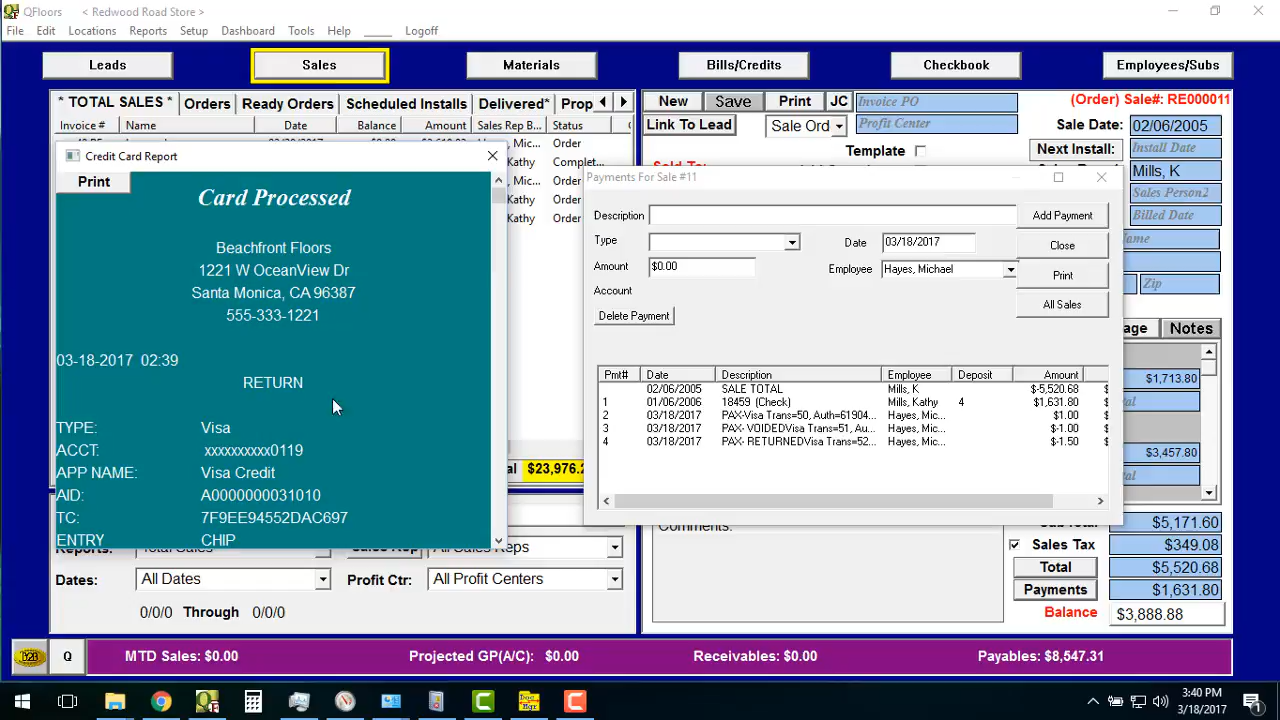 QFloors < Redwood Road Store >
File Edit Locations Reports Setup Dashboard Tools Help ____ Logoff
Leads Sales Materials Bills/Credits Checkbook Employees/Subs
* TOTAL SALES * Orders Ready Orders Scheduled Installs Delivered* Prop
Invoice # Name Date Balance Amount Sales Rep B... Status
Order
Kathy Complet...
s, Mic... Order
Kathy Order
Kathy Order
Credit Card Report
Print
Card Processed
Beachfront Floors
1221 W OceanView Dr
Santa Monica, CA 96387
555-333-1221
03-18-2017 02:39
RETURN
TYPE: Visa
ACCT: xxxxxxxxxx0119
APP NAME: Visa Credit
AID: A0000000031010
TC: 7F9EE94552DAC697
ENTRY CHIP
al $23,976.2
All Sales Reps
Dates: All Dates Profit Ctr: All Profit Centers
0/0/0 Through 0/0/0
New Save Print JC Invoice PO (Order) Sale#: RE000011
Link To Lead Sale Ord Profit Center Sale Date: 02/06/2005
Template Next Install: Install Date
Mills, K
Sales Person2
Billed Date
ame
Zip
age Notes
$1,713.80
tal
$3,457.80
tal
Payments For Sale #11
Description Add Payment
Type Date 03/18/2017 Close
Amount $0.00 Employee Hayes, Michael Print
Account All Sales
Delete Payment
Pmt# Date Description Employee Deposit Amount
02/06/2005 SALE TOTAL Mills, K $-5,520.68 $
1 01/06/2006 18459 (Check) Mills, Kathy 4 $1,631.80 $
2 03/18/2017 PAX-Visa Trans=50, Auth=61904... Hayes, Mic... $1.00 $
3 03/18/2017 PAX- VOIDEDVisa Trans=51, Au... Hayes, Mic... $-1.00 $
4 03/18/2017 PAX- RETURNEDVisa Trans=52... Hayes, Mic... $-1.50 $
Comments:
$5,171.60
Sales Tax $349.08
Total $5,520.68
Payments $1,631.80
Balance $3,888.88
Q MTD Sales: $0.00 Projected GP(A/C): $0.00 Receivables: $0.00 Payables: $8,547.31
3:40 PM
3/18/2017